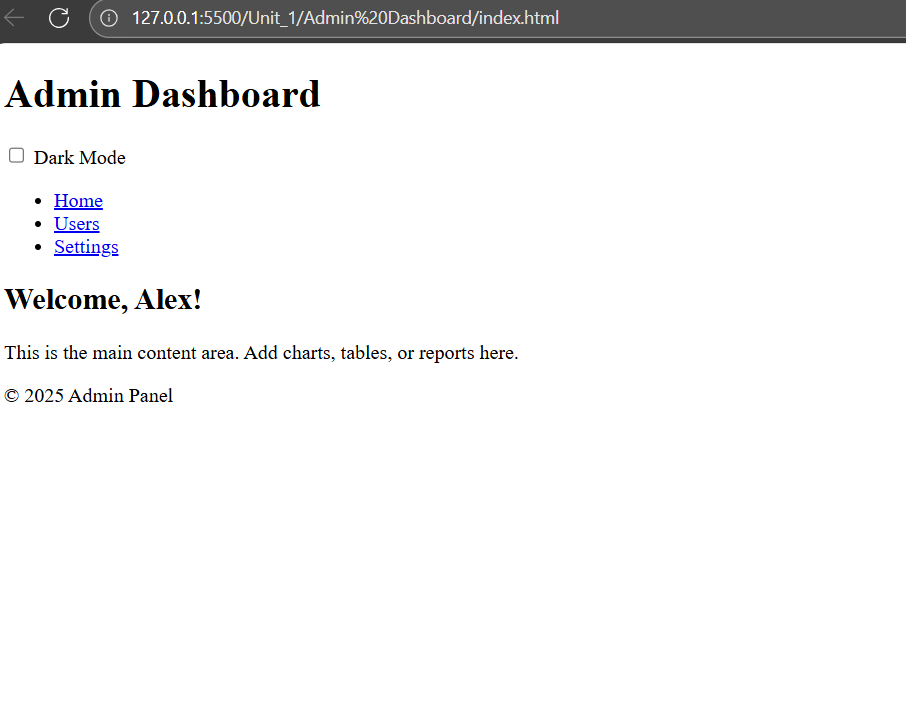 127.0.0.1:5500/Unit_1/Admin%20Dashboard/index.html
Admin Dashboard
Dark Mode
Home
Users
Settings
Welcome, Alex!
This is the main content area. Add charts, tables, or reports here.
© 2025 Admin Panel